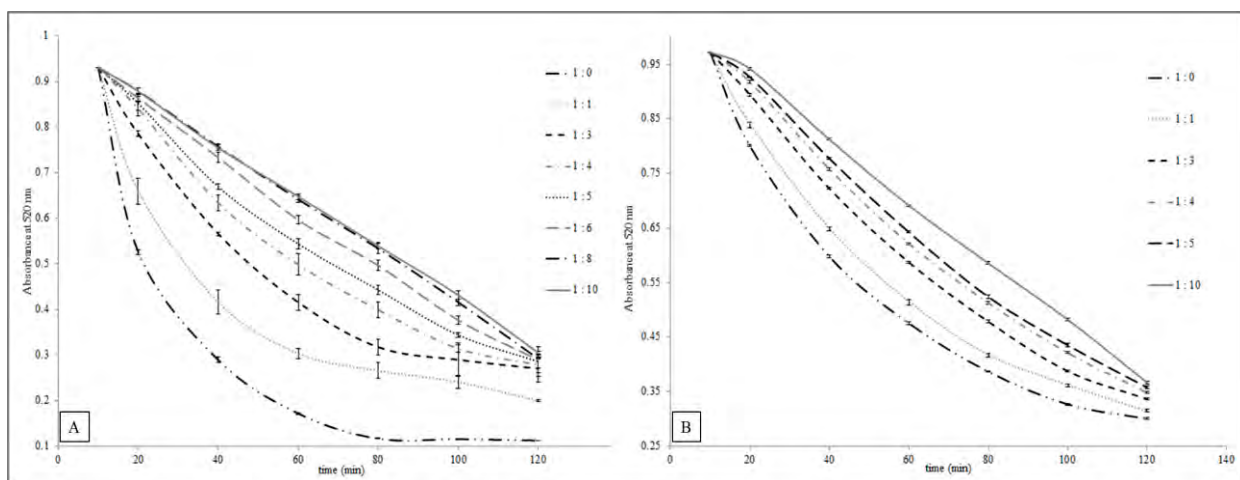 1
0.9
0.8
0.7
0.6
0.5
0.4
0.3
0.2
0.1
Absorbance at 520 nm
0 20 40 60 80 100 120
time (min)
1 : 0
1 : 1
1 : 3
1 : 4
1 : 5
1 : 6
1 : 8
1 : 10
A
0.95
0.85
0.75
0.65
0.55
0.45
0.35
0.25
Absorbance at 520 nm
0 20 40 60 80 100 120 140
time (min)
1 : 0
1 : 1
1 : 3
1 : 4
1 : 5
1 : 10
B